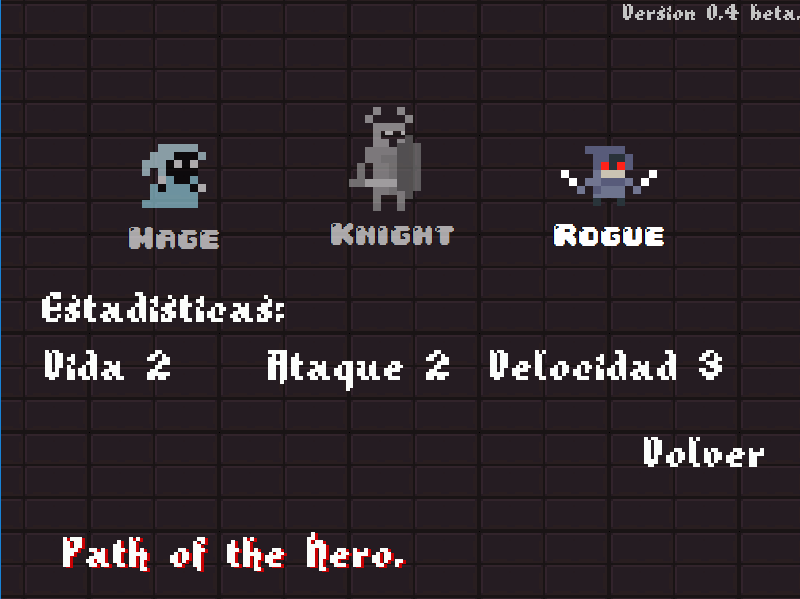 Version 0.4 beta.
Mage Knight Rogue
Estadisticas:
Vida 2 Ataque 2 Velocidad 3
Volver
Path of the hero.